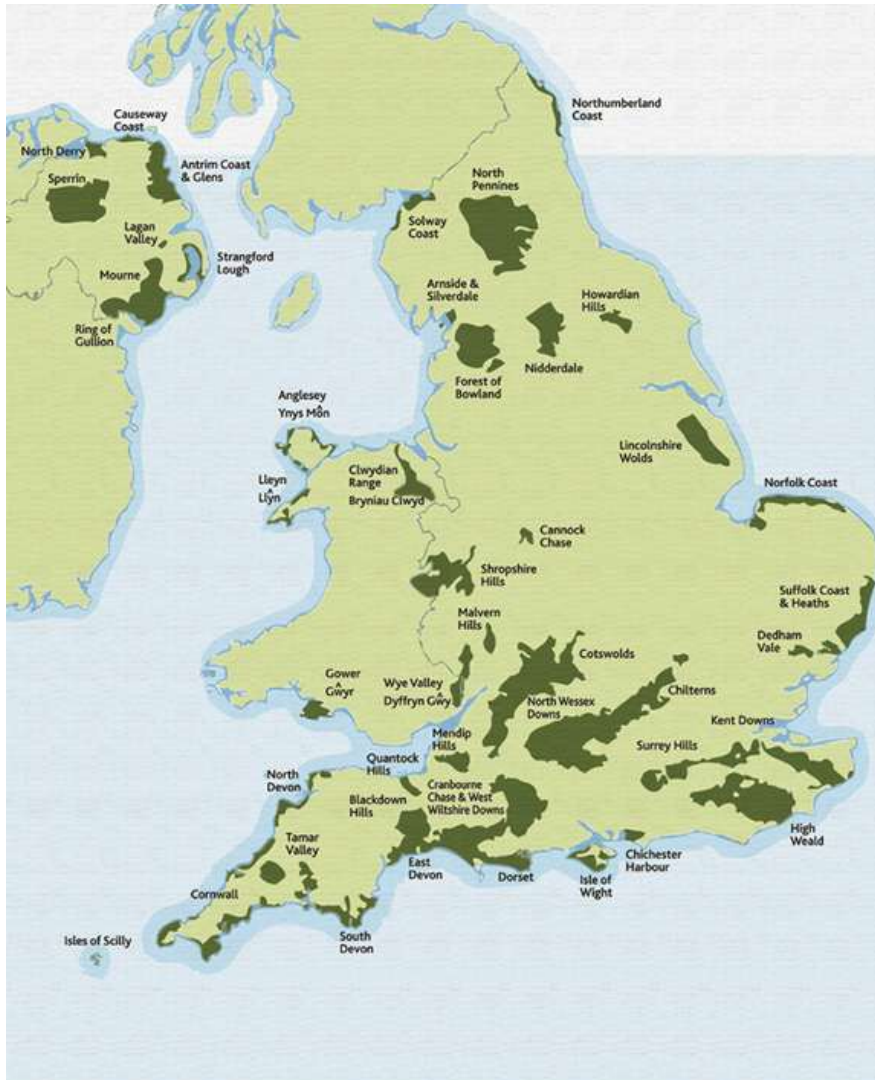 Northumberland
Coast
Causeway
Coast
North Derry
Antrim Coast
& Glens
Sperrin
North
Pennines
Solway
Coast
Lagan
Valley
Strangford
Lough
Mourne
Arnside &
Silverdale
Howardian
Hills
Ring of
Gullion
Nidderdale
Forest of
Bowland
Anglesey
Ynys Môn
Lincolnshire
Wolds
Clwydian
Range
Bryniau Clwyd
Lleyn
Llŷn
Norfolk Coast
Cannock
Chase
Shropshire
Hills
Suffolk Coast
& Heaths
Malvern
Hills
Dedham
Vale
Cotswolds
Gower
Gŵyr
Wye Valley
Dyffryn Gwy
Chilterns
North Wessex
Downs
Kent Downs
Mendip
Hills
Surrey Hills
Quantock
Hills
North
Devon
Cranbourne
Chase & West
Wiltshire Downs
Blackdown
Hills
High
Weald
Tamar
Valley
Chichester
Harbour
East
Devon
Dorset
Isle of
Wight
Cornwall
South
Devon
Isles of Scilly